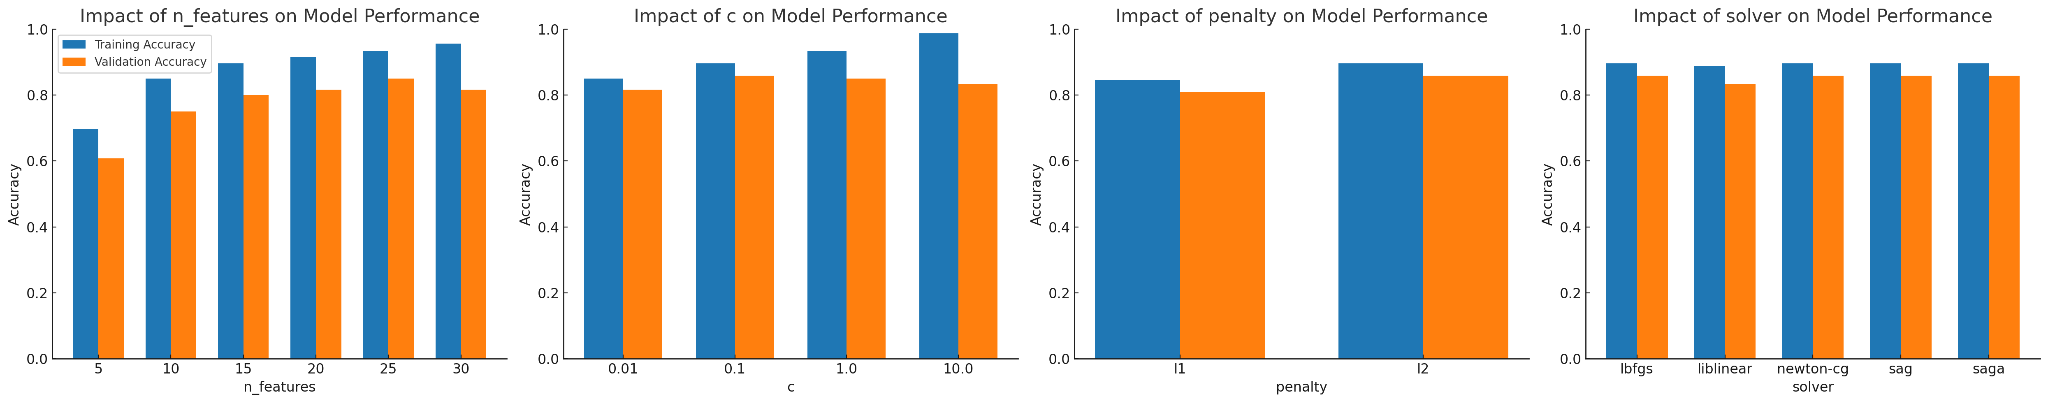 Impact of n_features on Model Performance
1.0
0.8
0.6
0.4
0.2
0.0
Accuracy
Training Accuracy
Validation Accuracy
5 10 15 20 25 30
n_features
Impact of c on Model Performance
1.0
0.8
0.6
0.4
0.2
0.0
Accuracy
0.01 0.1 1.0 10.0
c
Impact of penalty on Model Performance
1.0
0.8
0.6
0.4
0.2
0.0
Accuracy
l1 l2
penalty
Impact of solver on Model Performance
1.0
0.8
0.6
0.4
0.2
0.0
Accuracy
lbfgs liblinear newton-cg sag saga
solver